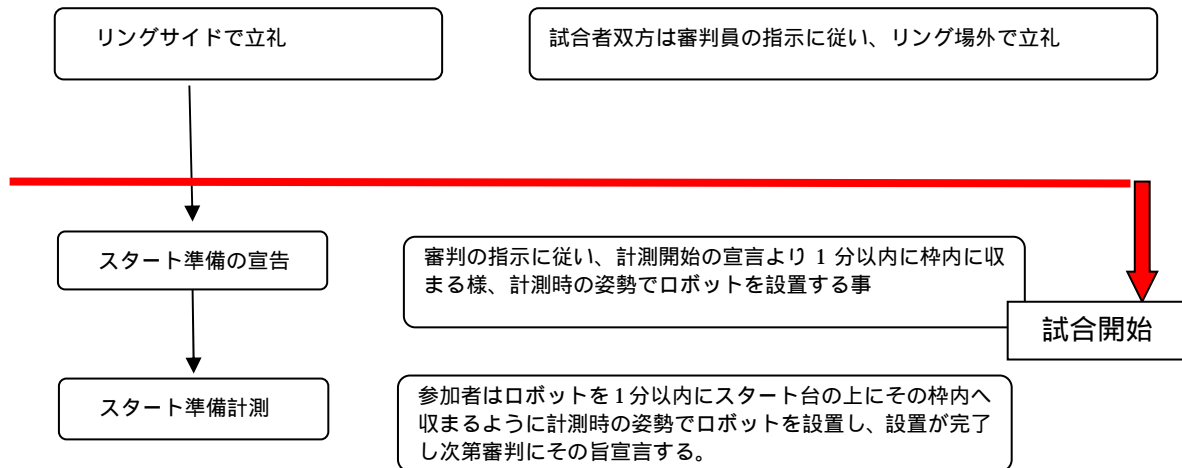 リングサイドで立礼
試合者双方は審判員の指示に従い、リング場外で立礼
スタート準備の宣告
審判の指示に従い、計測開始の宣言より 1 分以内に枠内に収
まる様、計測時の姿勢でロボットを設置する事
試合開始
スタート準備計測
参加者はロボットを1分以内にスタート台の上にその枠内へ
収まるように計測時の姿勢でロボットを設置し、設置が完了
し次第審判にその旨宣言する。